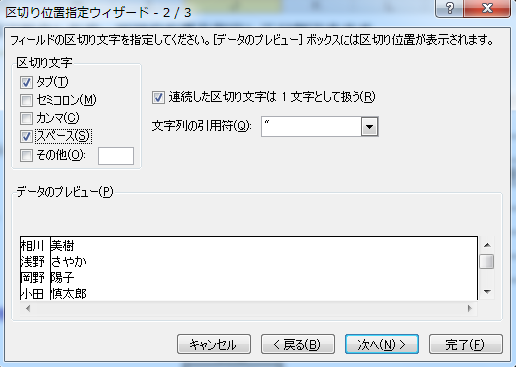 区切り位置指定ウィザード - 2 / 3
フィールドの区切り文字を指定してください。[データのプレビュー] ボックスには区切り位置が表示されます。
区切り文字
タブ(T)
セミコロン(M)
カンマ(C)
スペース(S)
その他(O):
連続した区切り文字は 1 文字として扱う(R)
文字列の引用符(Q): "
データのプレビュー(P)
相川 美樹
浅野 さやか
岡野 陽子
小田 慎太郎
キャンセル < 戻る(B) 次へ(N) > 完了(F)